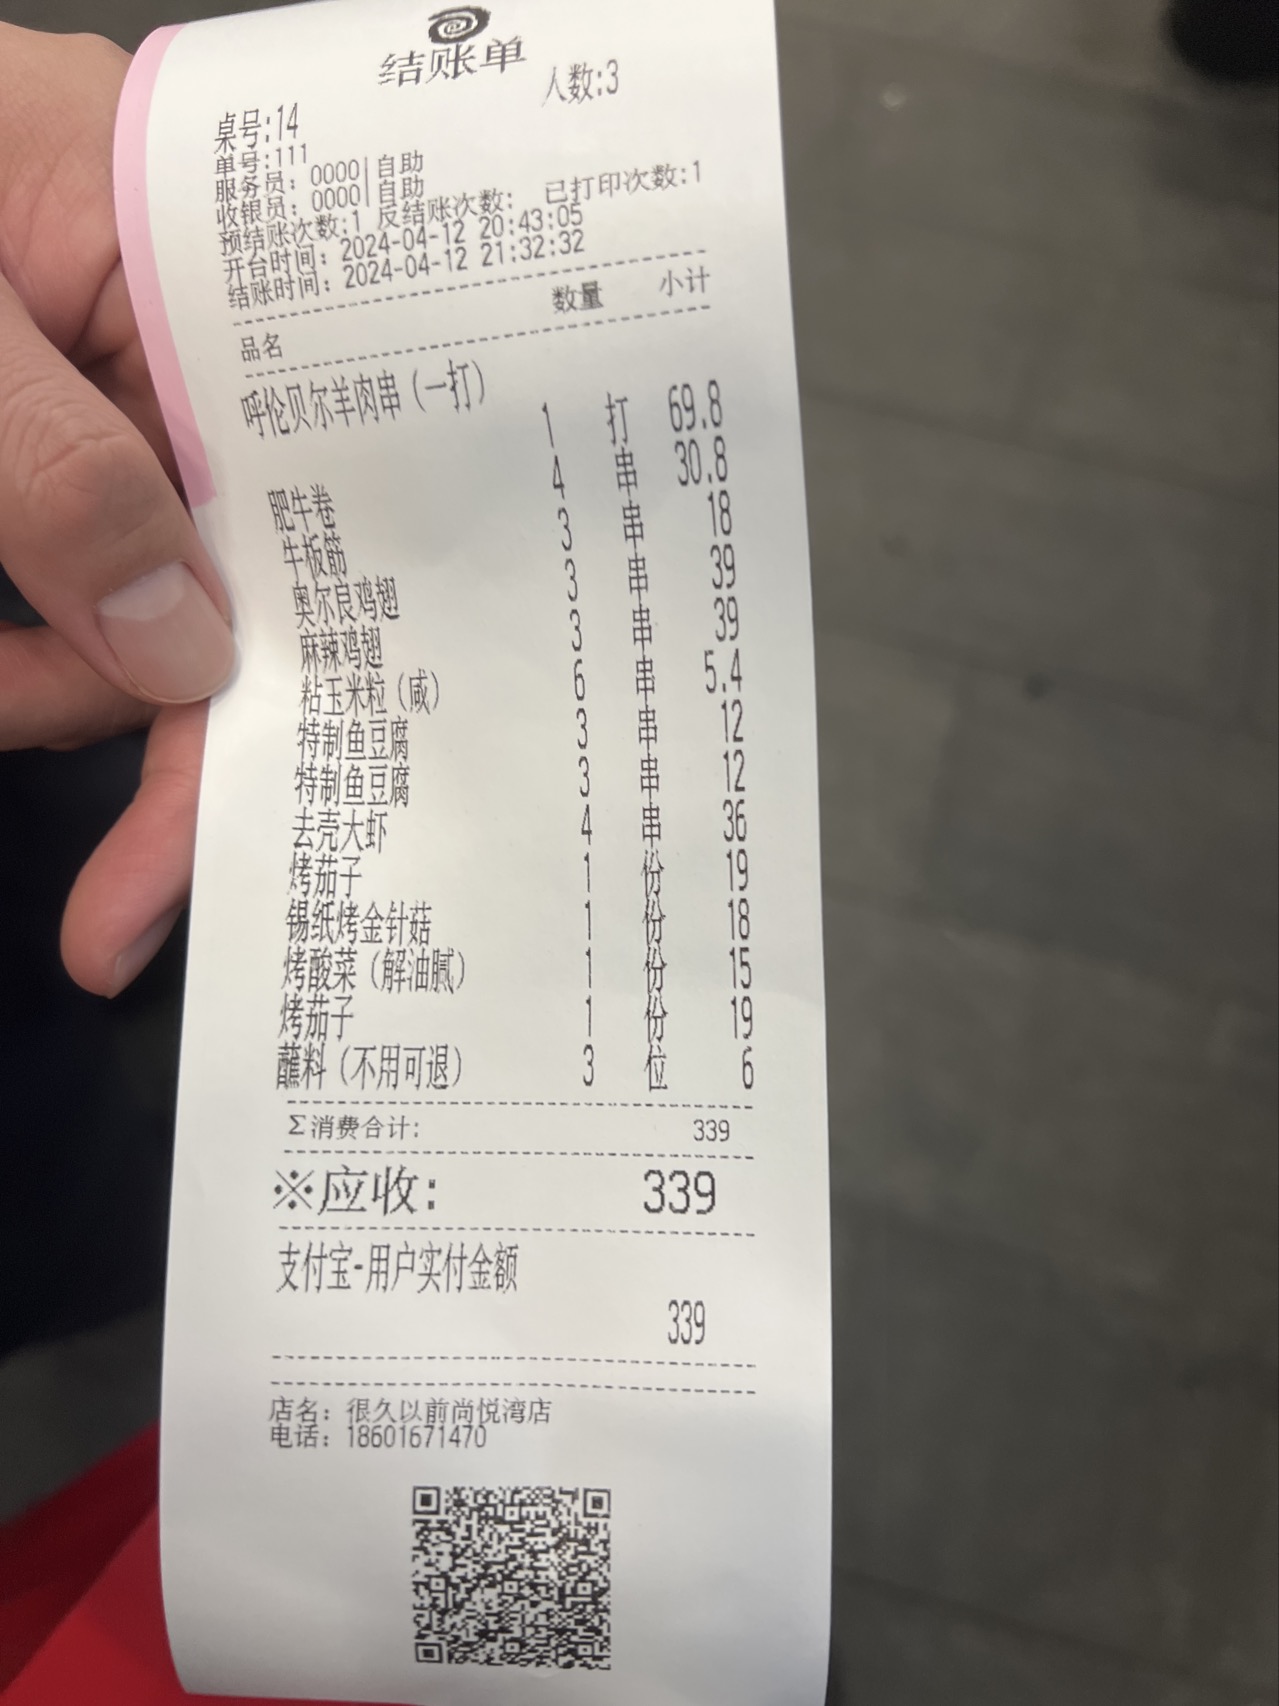 结账单
人数:3
桌号:14
单号:111
服务员: 0000|自助
收银员: 0000|自助
预结账次数:1 反结账次数: 已打印次数:1
开台时间: 2024-04-12 20:43:05
结账时间: 2024-04-12 21:32:32
品名 数量 小计
呼伦贝尔羊肉串(一打)
1 打 69.8
肥牛卷 4 串 30.8
牛板筋 3 串 18
奥尔良鸡翅 3 串 39
麻辣鸡翅 3 串 39
粘玉米粒(咸) 6 串 5.4
特制鱼豆腐 3 串 12
特制鱼豆腐 3 串 12
去壳大虾 4 串 36
烤茄子 1 份 19
锡纸烤金针菇 1 份 18
烤酸菜(解油腻) 1 份 15
烤茄子 1 份 19
蘸料(不用可退) 3 位 6
Σ消费合计: 339
※应收: 339
支付宝-用户实付金额
339
店名: 很久以前尚悦湾店
电话: 18601671470